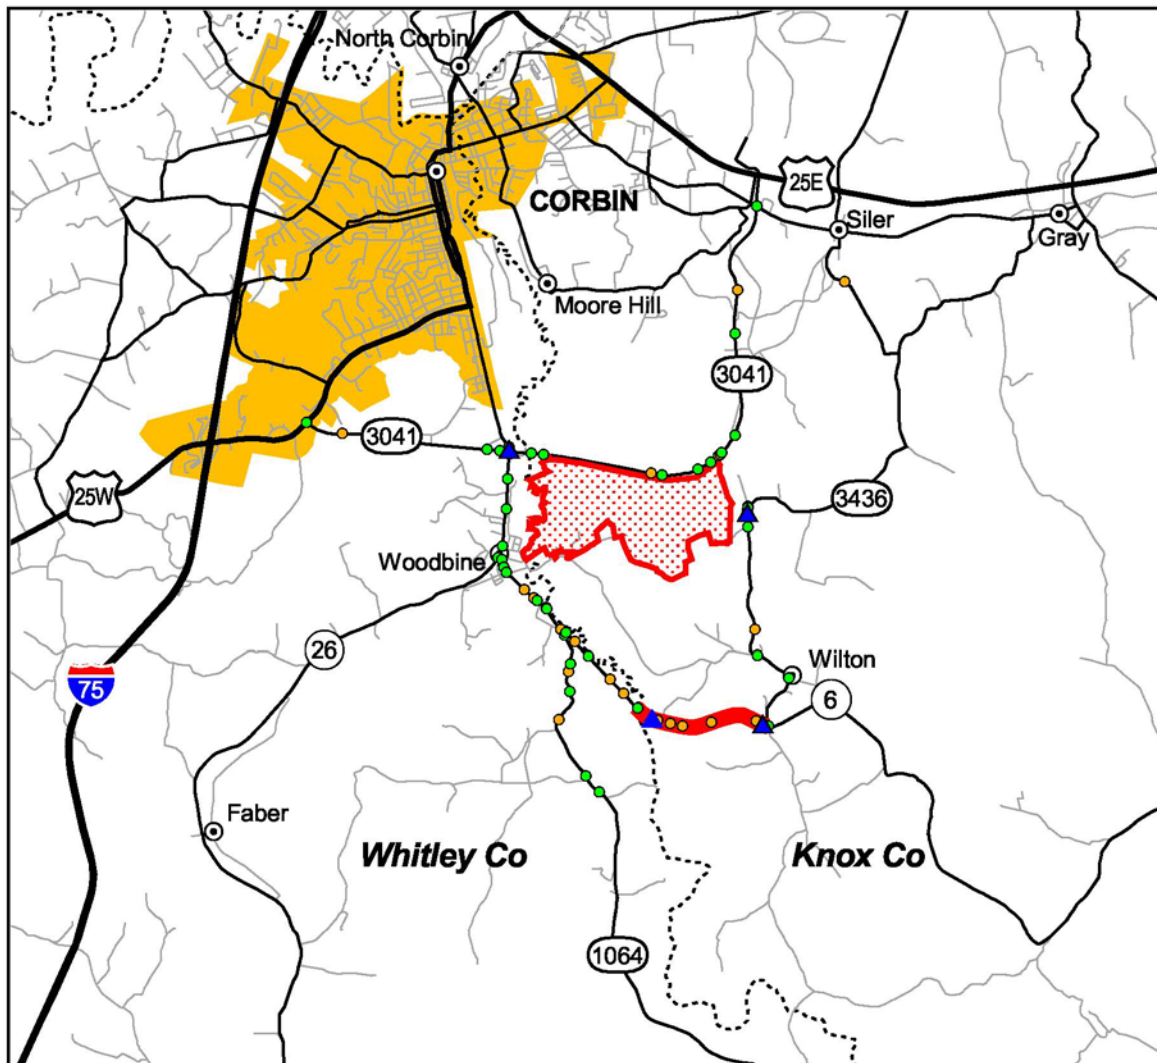 North Corbin
25E
CORBIN
Siler
Gray
Moore Hill
3041
3041
25W
3436
Woodbine
26
Wilton
75
6
Faber
Whitley Co
Knox Co
1064